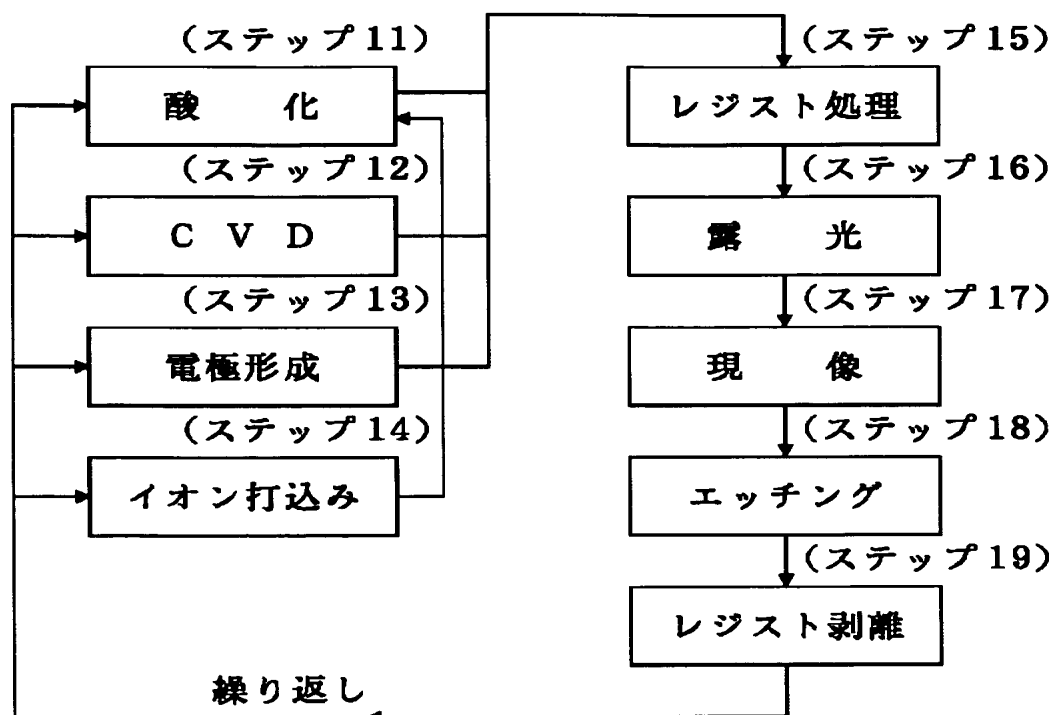 (ステップ11)
酸化
(ステップ12)
CVD
(ステップ13)
電極形成
(ステップ14)
イオン打込み
(ステップ15)
レジスト処理
(ステップ16)
露光
(ステップ17)
現像
(ステップ18)
エッチング
(ステップ19)
レジスト剥離
繰り返し